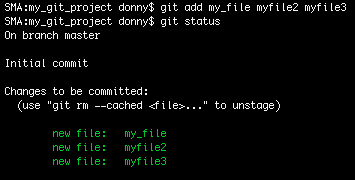 SMA:my_git_project donny$ git add my_file myfile2 myfile3
SMA:my_git_project donny$ git status
On branch master
Initial commit
Changes to be committed:
(use "git rm --cached <file>..." to unstage)
new file: my_file
new file: myfile2
new file: myfile3